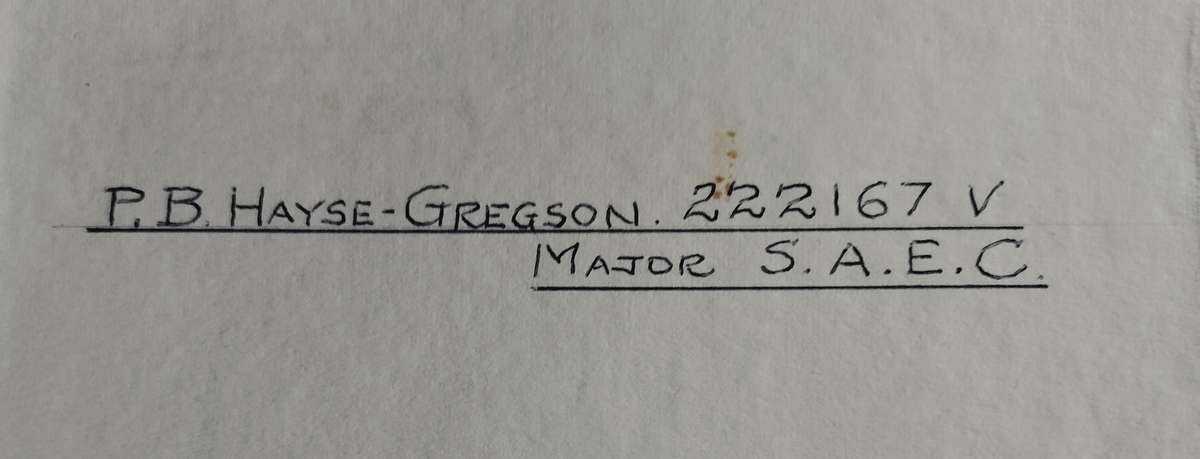 P. B. HAYSE-GREGSON. 222167 V
MAJOR S. A. E. C.